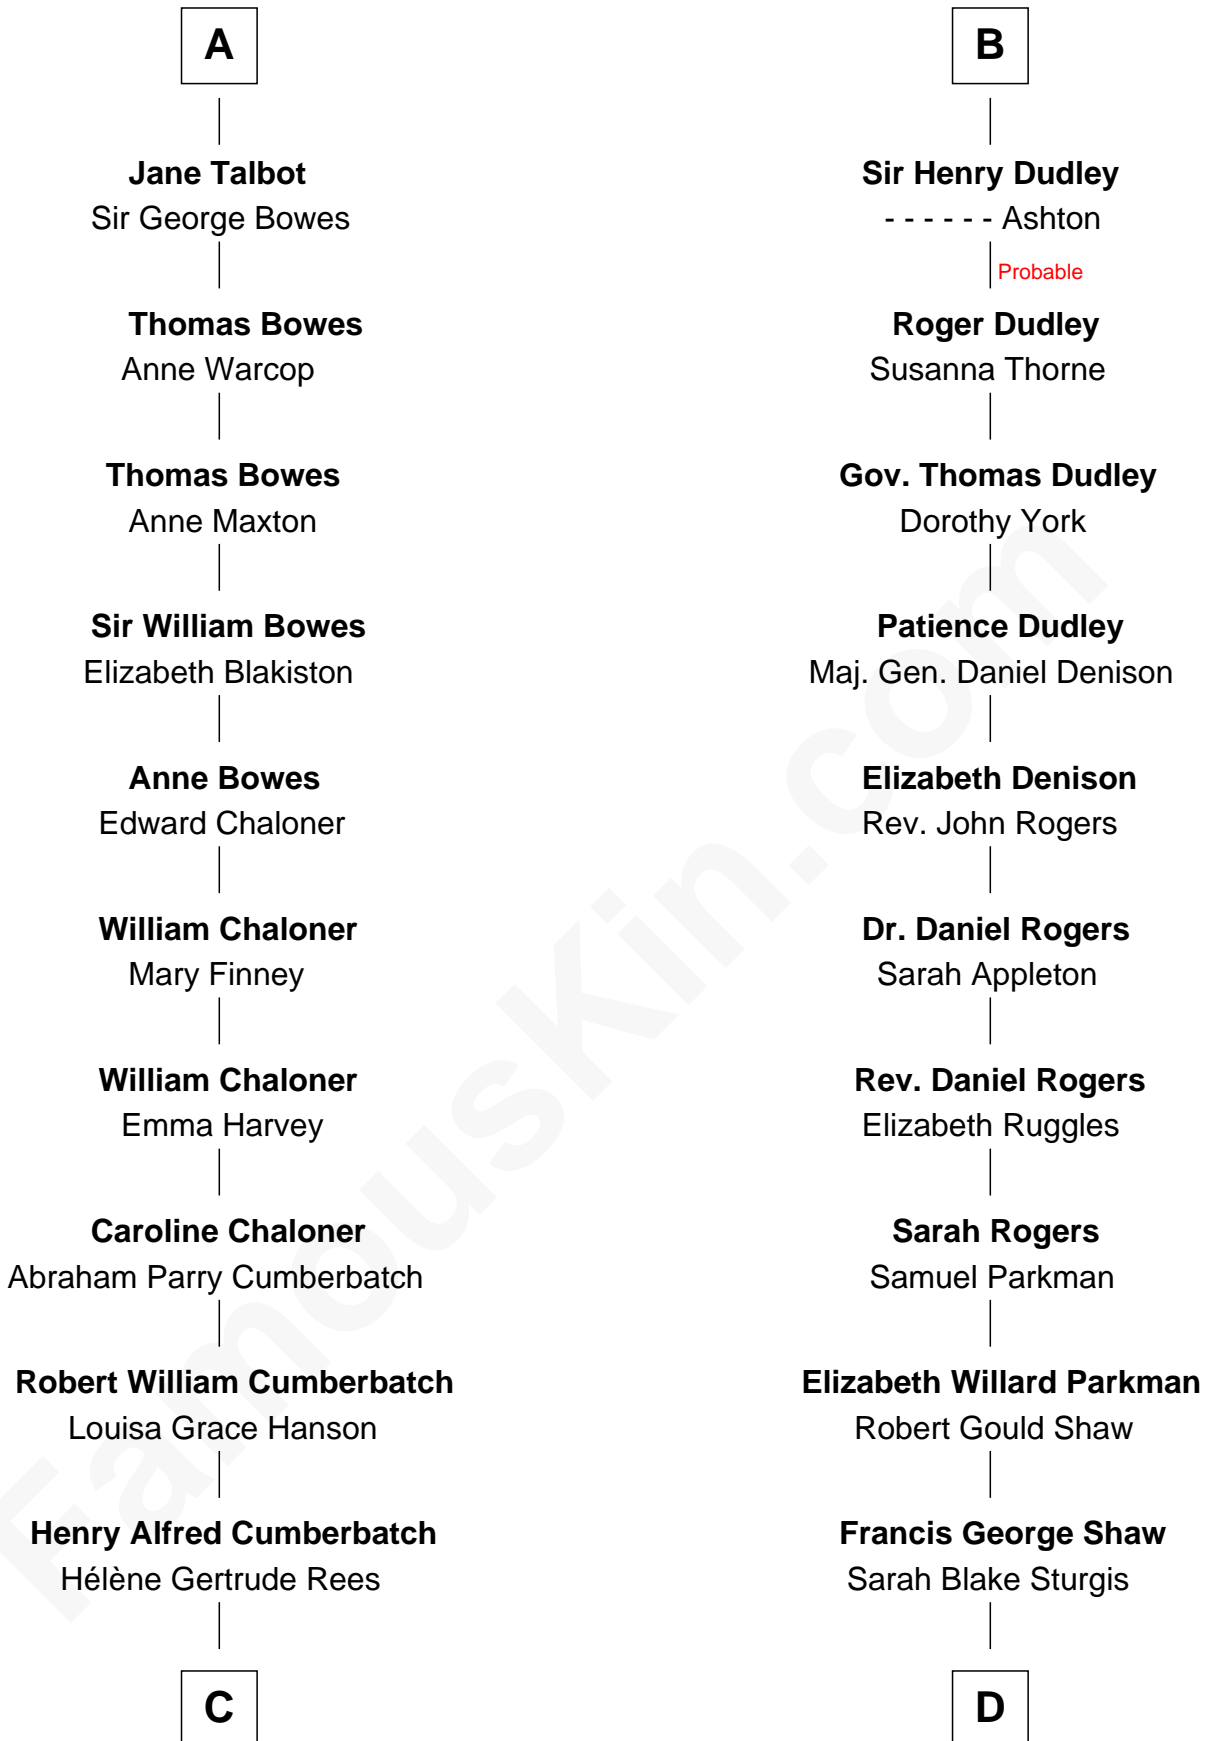 A
Jane Talbot
Sir George Bowes
Thomas Bowes
Anne Warcop
Thomas Bowes
Anne Maxton
Sir William Bowes
Elizabeth Blakiston
Anne Bowes
Edward Chaloner
William Chaloner
Mary Finney
William Chaloner
Emma Harvey
Caroline Chaloner
Abraham Parry Cumberbatch
Robert William Cumberbatch
Louisa Grace Hanson
Henry Alfred Cumberbatch
Hélène Gertrude Rees
C
B
Sir Henry Dudley
- - - - - - Ashton
Probable
Roger Dudley
Susanna Thorne
Gov. Thomas Dudley
Dorothy York
Patience Dudley
Maj. Gen. Daniel Denison
Elizabeth Denison
Rev. John Rogers
Dr. Daniel Rogers
Sarah Appleton
Rev. Daniel Rogers
Elizabeth Ruggles
Sarah Rogers
Samuel Parkman
Elizabeth Willard Parkman
Robert Gould Shaw
Francis George Shaw
Sarah Blake Sturgis
D
FamousKin.com